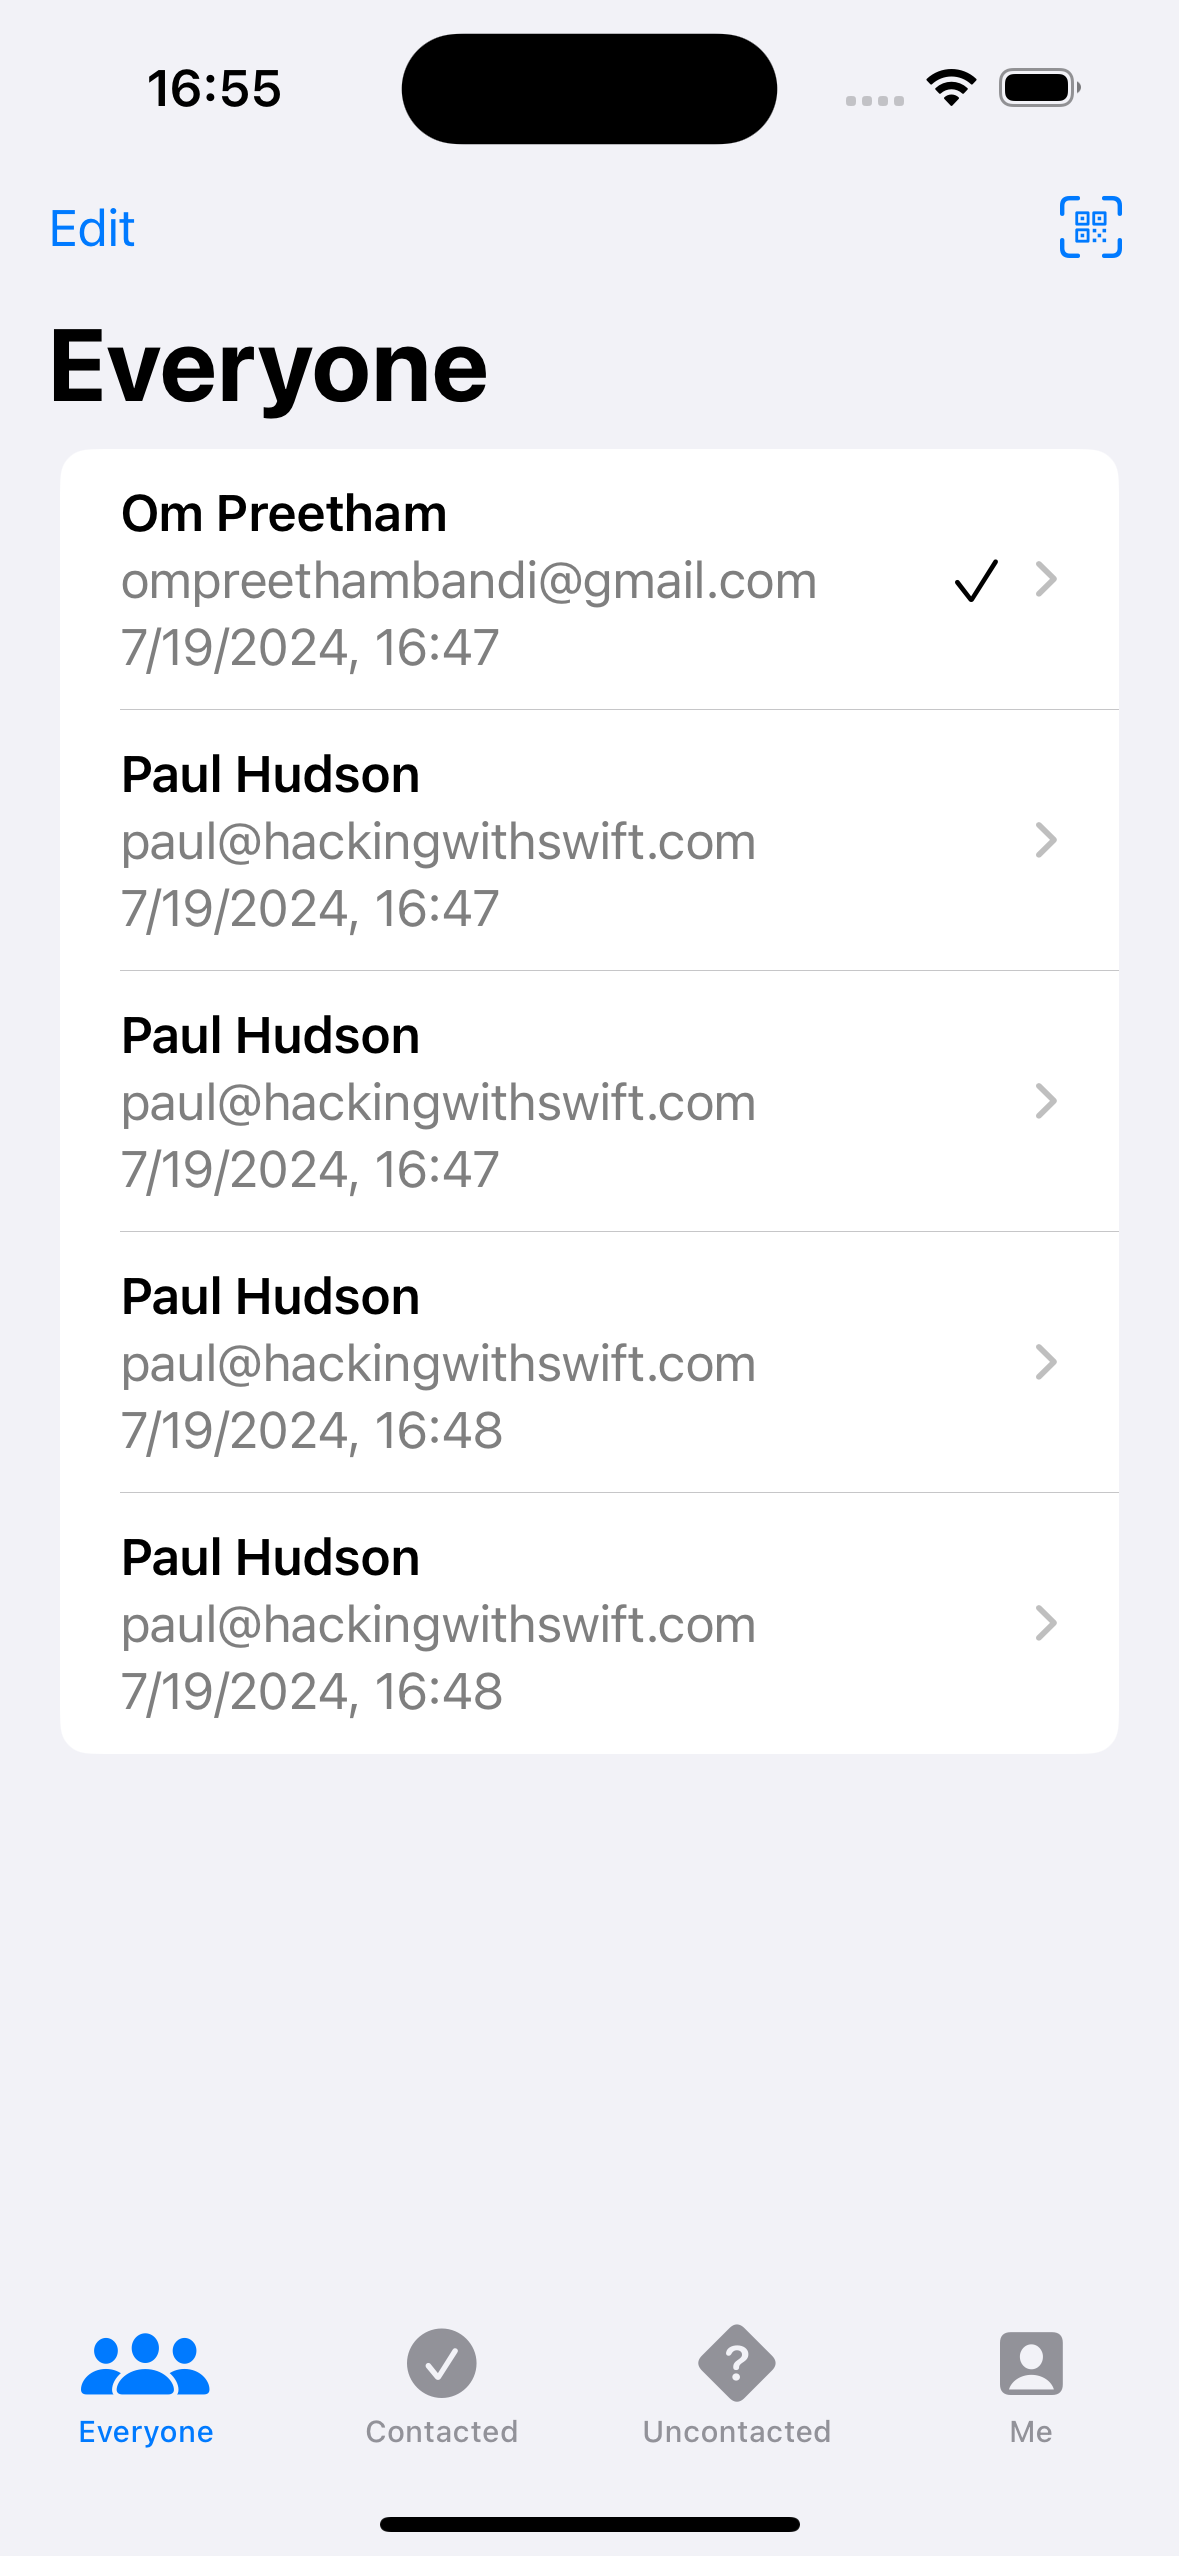 16:55
Edit
Everyone
Om Preetham
ompreethambandi@gmail.com
7/19/2024, 16:47
Paul Hudson
paul@hackingwithswift.com
7/19/2024, 16:47
Paul Hudson
paul@hackingwithswift.com
7/19/2024, 16:47
Paul Hudson
paul@hackingwithswift.com
7/19/2024, 16:48
Paul Hudson
paul@hackingwithswift.com
7/19/2024, 16:48
Everyone Contacted Uncontacted Me